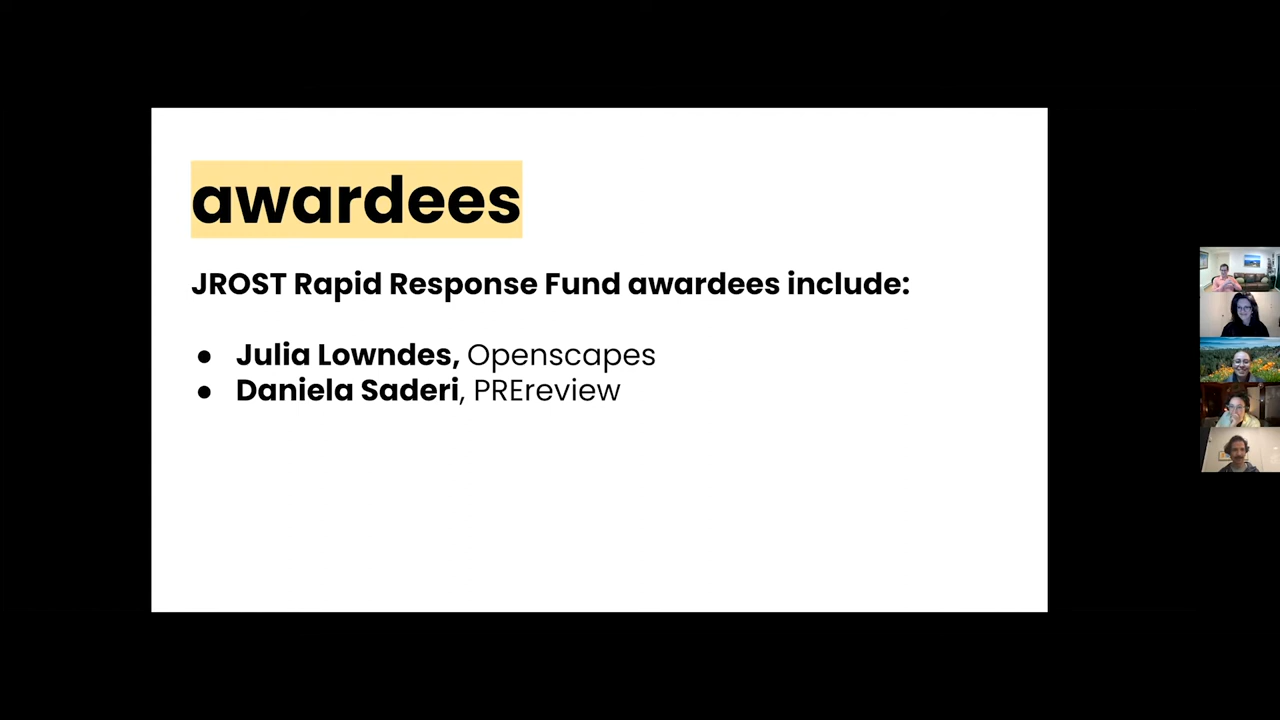 awardees
JROST Rapid Response Fund awardees include:
● Julia Lowndes, Openscapes
● Daniela Saderi, PREreview